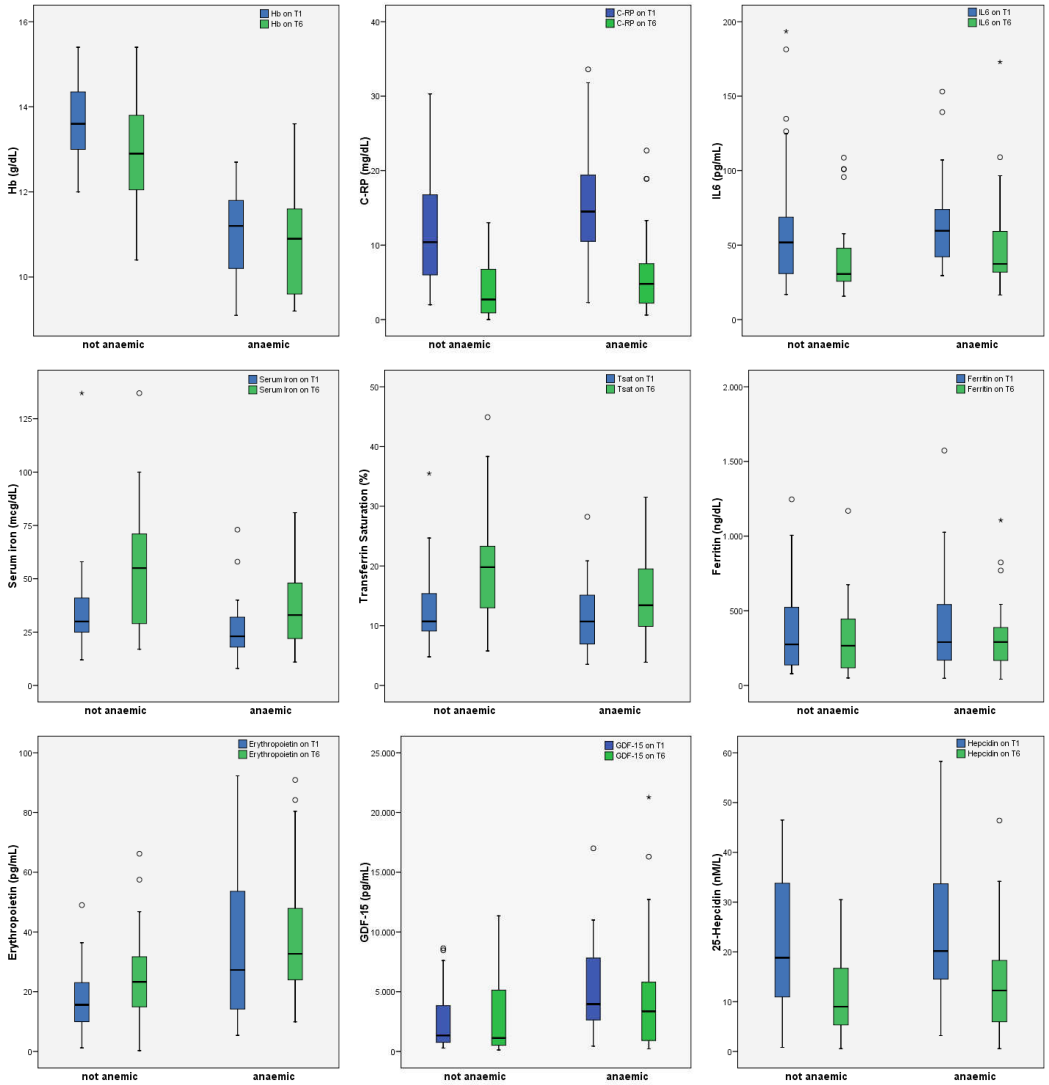 Hb on T1
Hb on T6
16
14
12
10
Hb (g/dL)
not anaemic anaemic
C-RP on T1
C-RP on T6
40
30
20
10
0
C-RP (mg/dL)
not anaemic anaemic
IL6 on T1
IL6 on T6
200
150
100
50
0
IL6 (pg/mL)
not anaemic anaemic
Serum Iron on T1
Serum Iron on T6
125
100
75
50
25
0
Serum iron (mcg/dL)
not anaemic anaemic
Tsat on T1
Tsat on T6
50
40
30
20
10
0
Transferrin Saturation (%)
not anaemic anaemic
Ferritin on T1
Ferritin on T6
2.000
1.500
1.000
500
0
Ferritin (ng/dL)
not anaemic anaemic
Erythropoietin on T1
Erythropoietin on T6
100
80
60
40
20
0
Erythropoietin (pg/mL)
not anaemic anaemic
GDF-15 on T1
GDF-15 on T6
25.000
20.000
15.000
10.000
5.000
0
GDF-15 (pg/mL)
not anaemic anaemic
Hepcidin on T1
Hepcidin on T6
60
50
40
30
20
10
0
25-Hepcidin (nM/L)
not anaemic anaemic